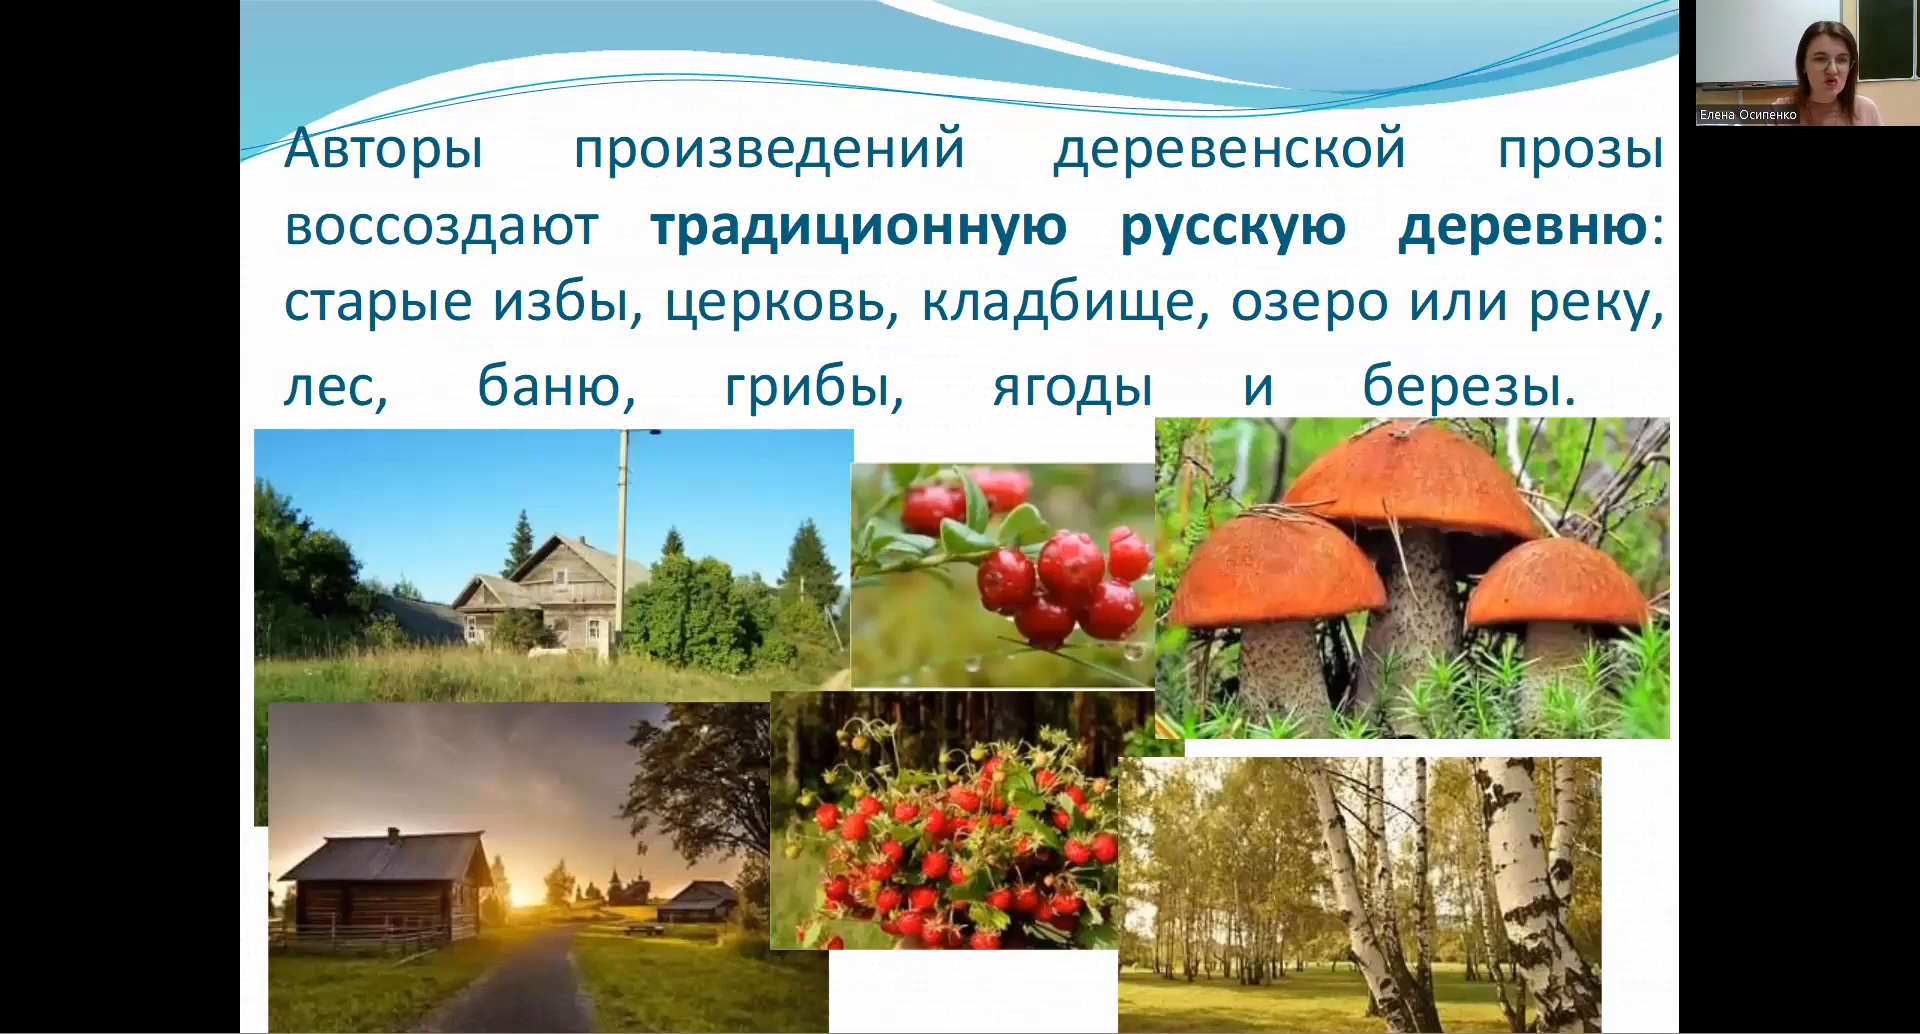 Авторы произведений деревенской прозы
воссоздают традиционную русскую деревню:
старые избы, церковь, кладбище, озеро или реку,
лес, баню, грибы, ягоды и березы.
Елена Осипенко